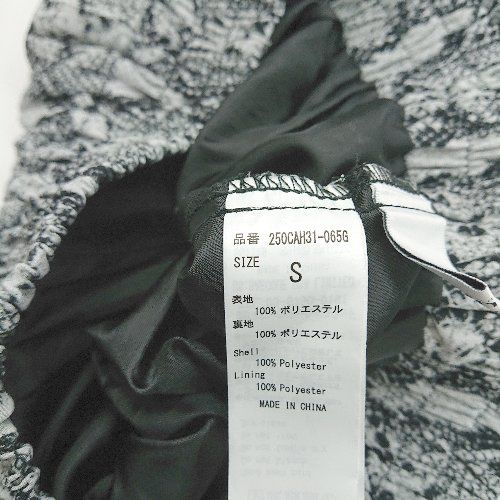 品番 250CAH31-065G
SIZE S
表地
100% ポリエステル
裏地
100% ポリエステル
Shell
100% Polyester
Lining
100% Polyester
MADE IN CHINA